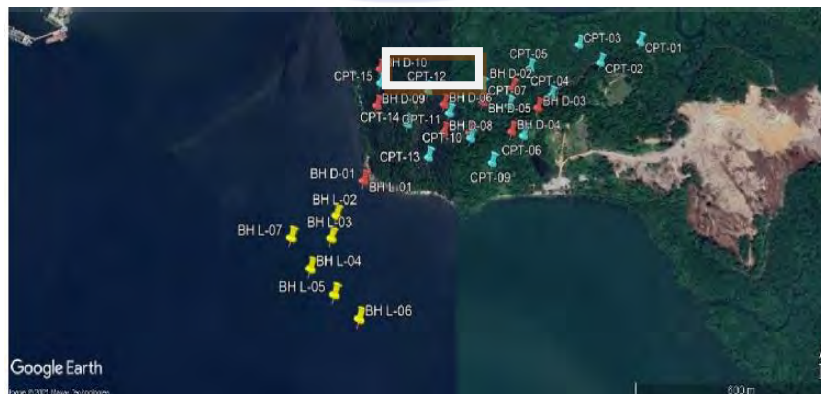 CPT-03
CPT-01
CPT-05
CPT-02
BH D-10
CPT-15
CPT-12
BH D-02
CPT-07
CPT-04
BH D-09
BH D-06
BH D-05
BH D-03
CPT-14
CPT-11
CPT-10
BH D-08
BH D-04
CPT-13
CPT-06
CPT-09
BH D-01
BH L-01
BH L-02
BH L-03
BH L-07
BH L-04
BH L-05
BH L-06
Google Earth
600 m